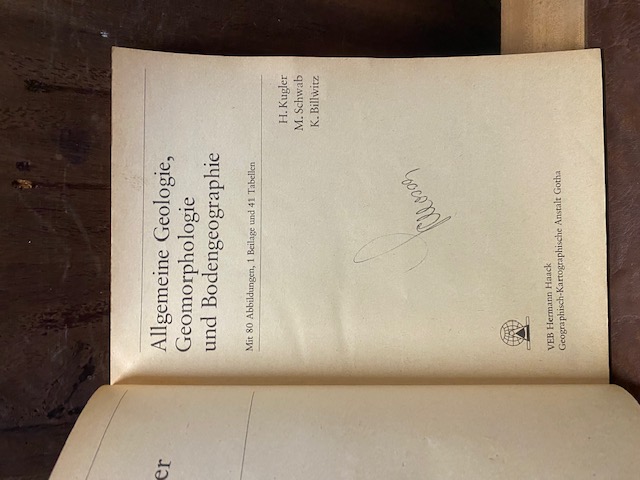 Allgemeine Geologie,
Geomorphologie
und Bodengeographie
Mit 80 Abbildungen, 1 Beilage und 41 Tabellen
H. Kugler
M. Schwab
K. Billwitz
VEB Hermann Haack
Geographisch-Kartographische Anstalt Gotha
er